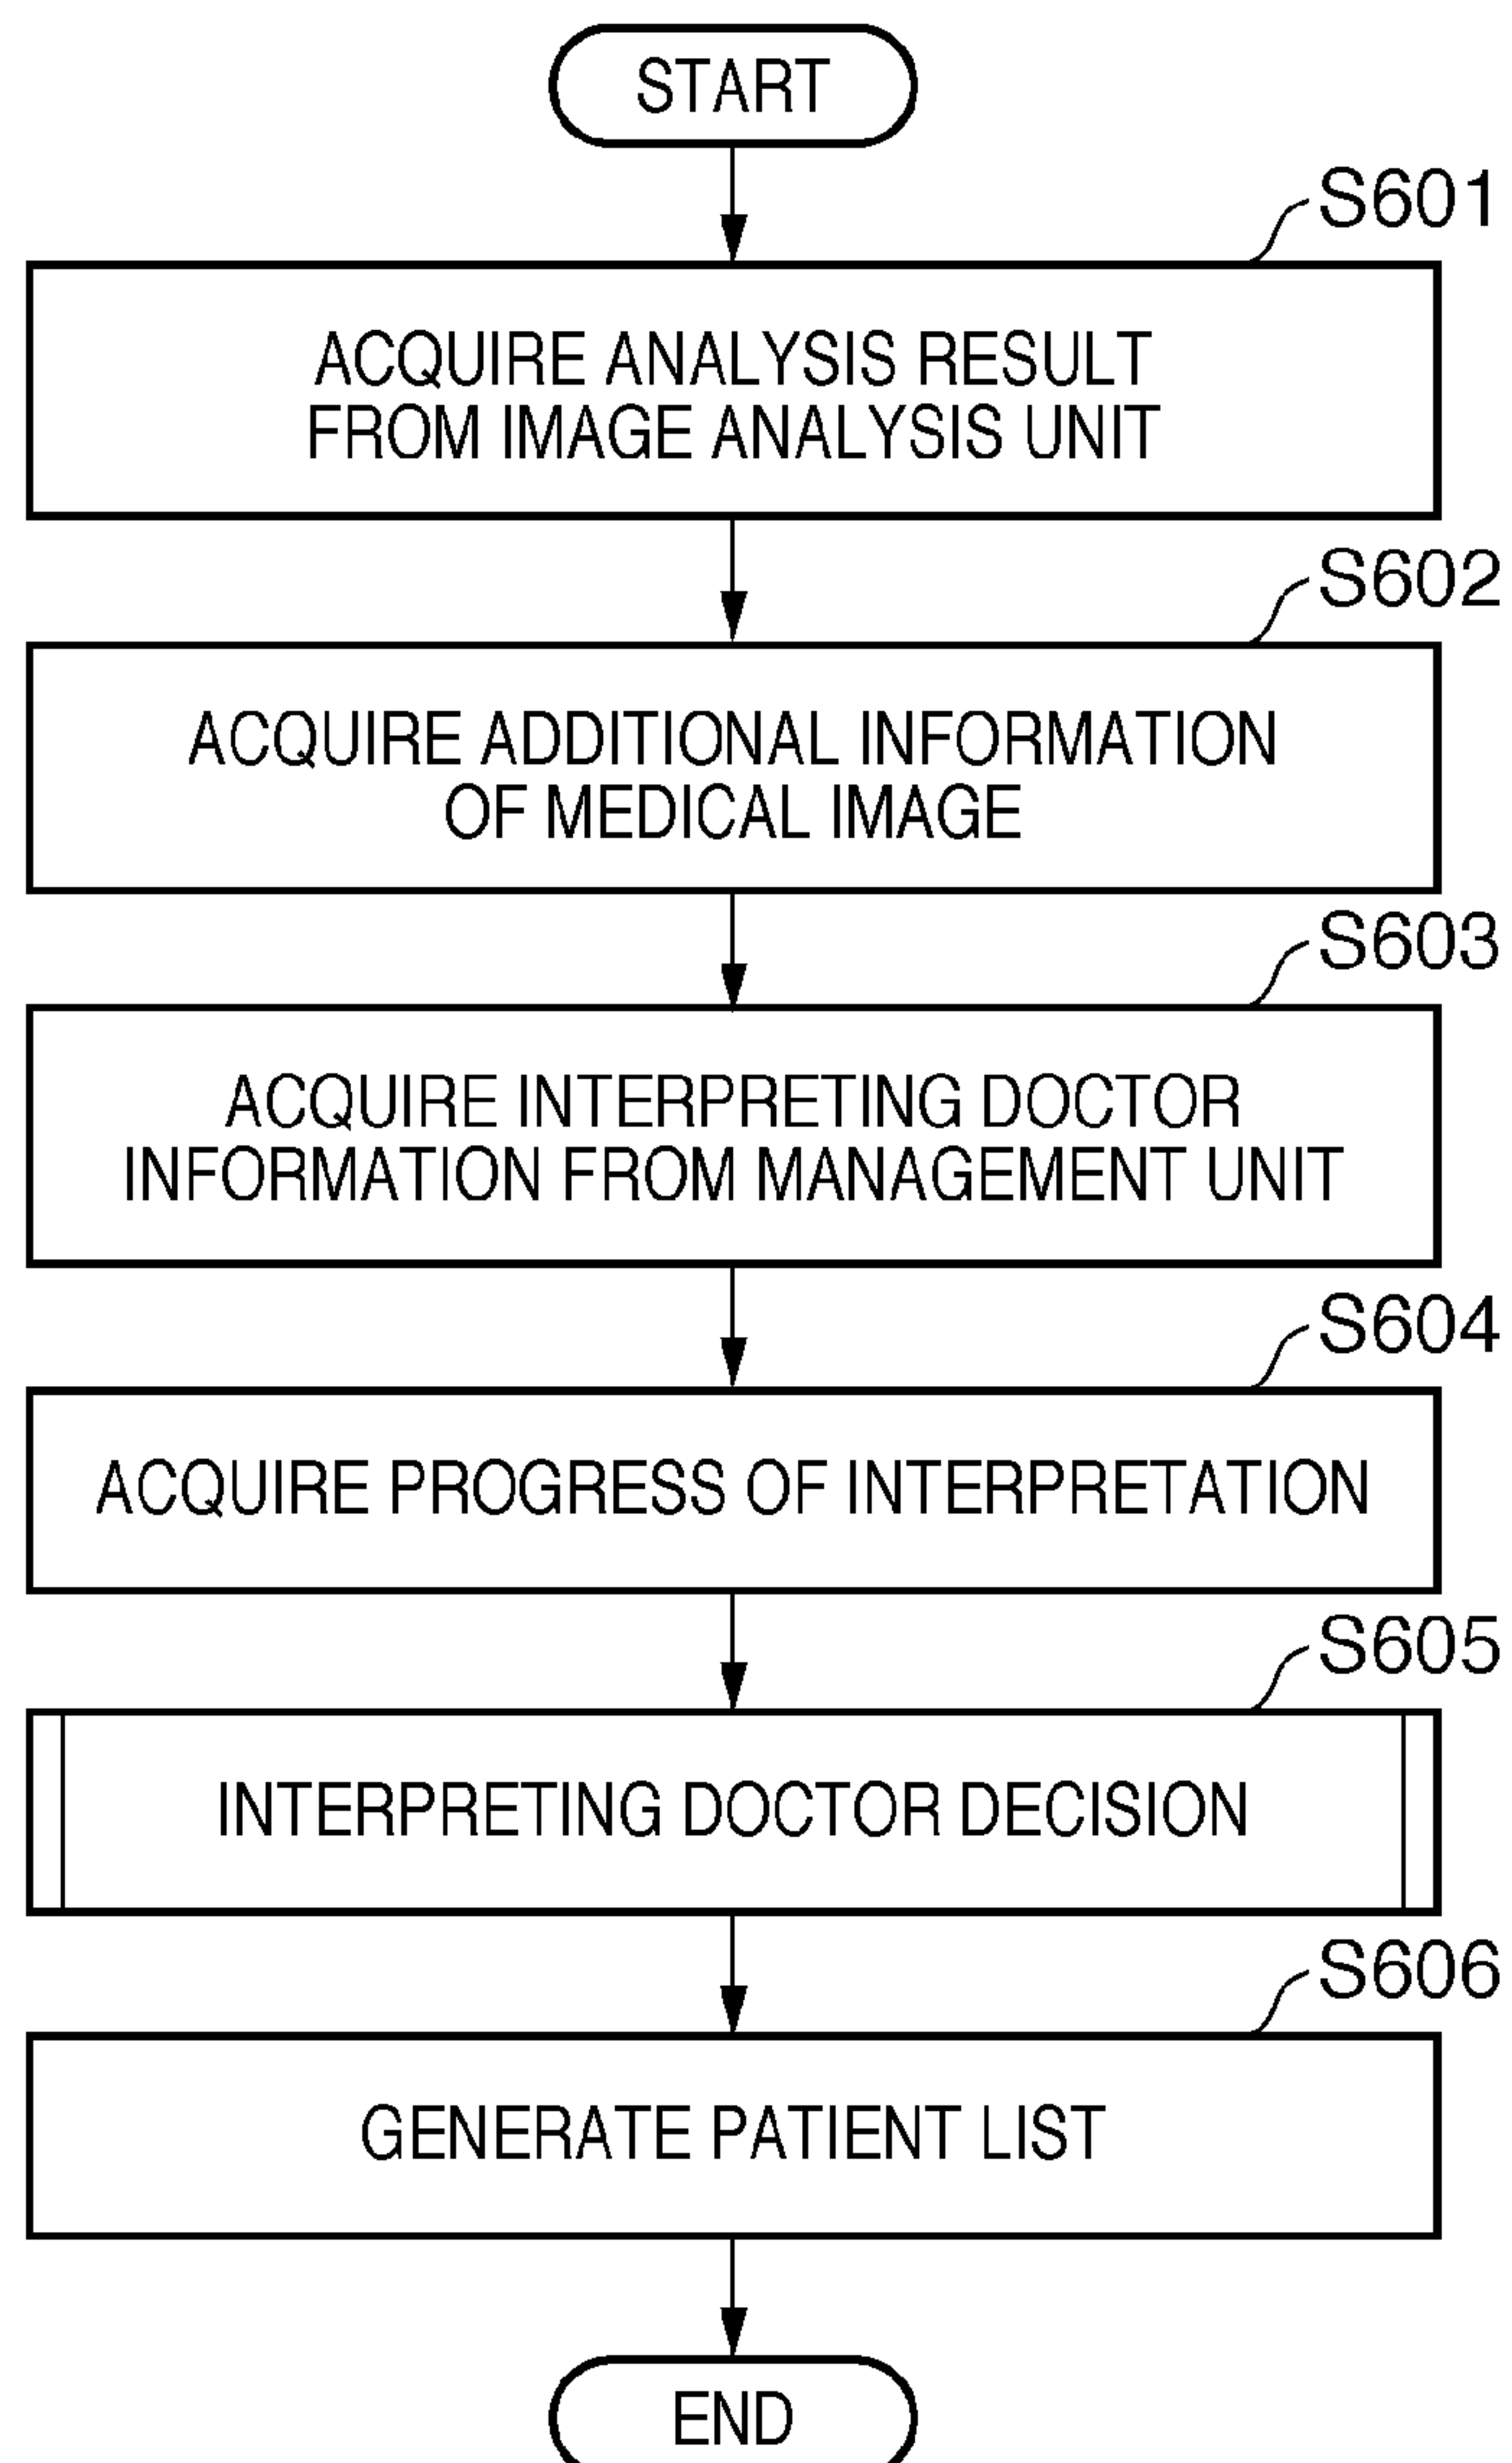 START
S601
ACQUIRE ANALYSIS RESULT
FROM IMAGE ANALYSIS UNIT
S602
ACQUIRE ADDITIONAL INFORMATION
OF MEDICAL IMAGE
S603
ACQUIRE INTERPRETING DOCTOR
INFORMATION FROM MANAGEMENT UNIT
S604
ACQUIRE PROGRESS OF INTERPRETATION
S605
INTERPRETING DOCTOR DECISION
S606
GENERATE PATIENT LIST
END